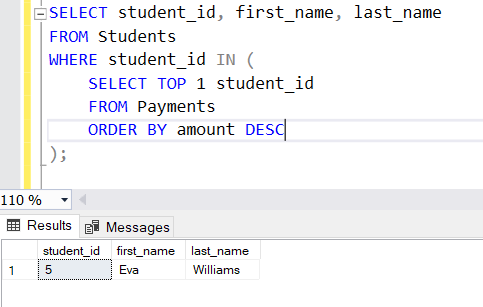 SELECT student_id, first_name, last_name
FROM Students
WHERE student_id IN (
SELECT TOP 1 student_id
FROM Payments
ORDER BY amount DESC
);
110 %
Results Messages
student_id first_name last_name
1 5 Eva Williams